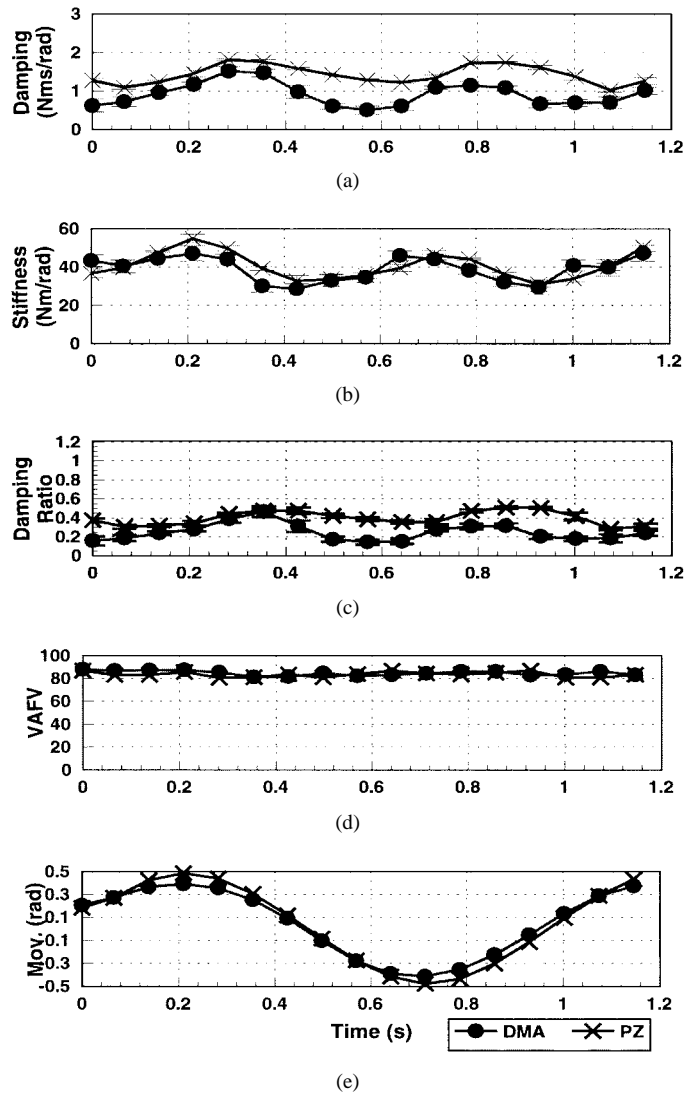 Damping
(Nms/rad)
3
2
1
0
0 0.2 0.4 0.6 0.8 1 1.2
(a)
Stiffness
(Nm/rad)
60
40
20
0
0 0.2 0.4 0.6 0.8 1 1.2
(b)
Damping
Ratio
1.2
1
0.8
0.6
0.4
0.2
0
0 0.2 0.4 0.6 0.8 1 1.2
(c)
VAFV
100
80
60
40
20
0
0 0.2 0.4 0.6 0.8 1 1.2
(d)
Mov. (rad)
0.5
0.3
0.1
-0.1
-0.3
-0.5
0 0.2 0.4 0.6 0.8 1 1.2
Time (s)
DMA PZ
(e)